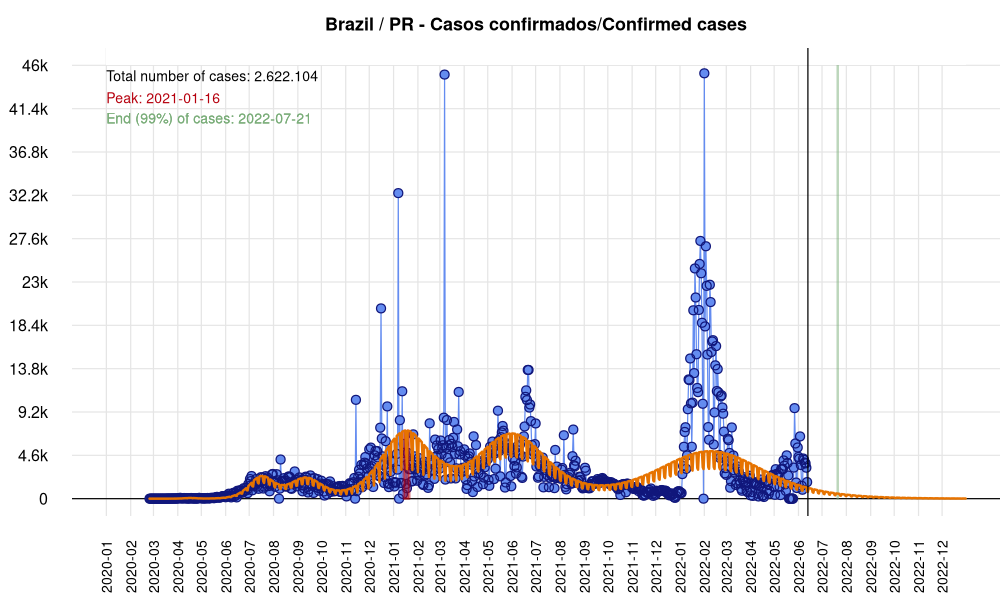 Brazil / PR - Casos confirmados/Confirmed cases
Total number of cases: 2.622.104
Peak: 2021-01-16
End (99%) of cases: 2022-07-21
46k
41.4k
36.8k
32.2k
27.6k
23k
18.4k
13.8k
9.2k
4.6k
0
2020-01
2020-02
2020-03
2020-04
2020-05
2020-06
2020-07
2020-08
2020-09
2020-10
2020-11
2020-12
2021-01
2021-02
2021-03
2021-04
2021-05
2021-06
2021-07
2021-08
2021-09
2021-10
2021-11
2021-12
2022-01
2022-02
2022-03
2022-04
2022-05
2022-06
2022-07
2022-08
2022-09
2022-10
2022-11
2022-12